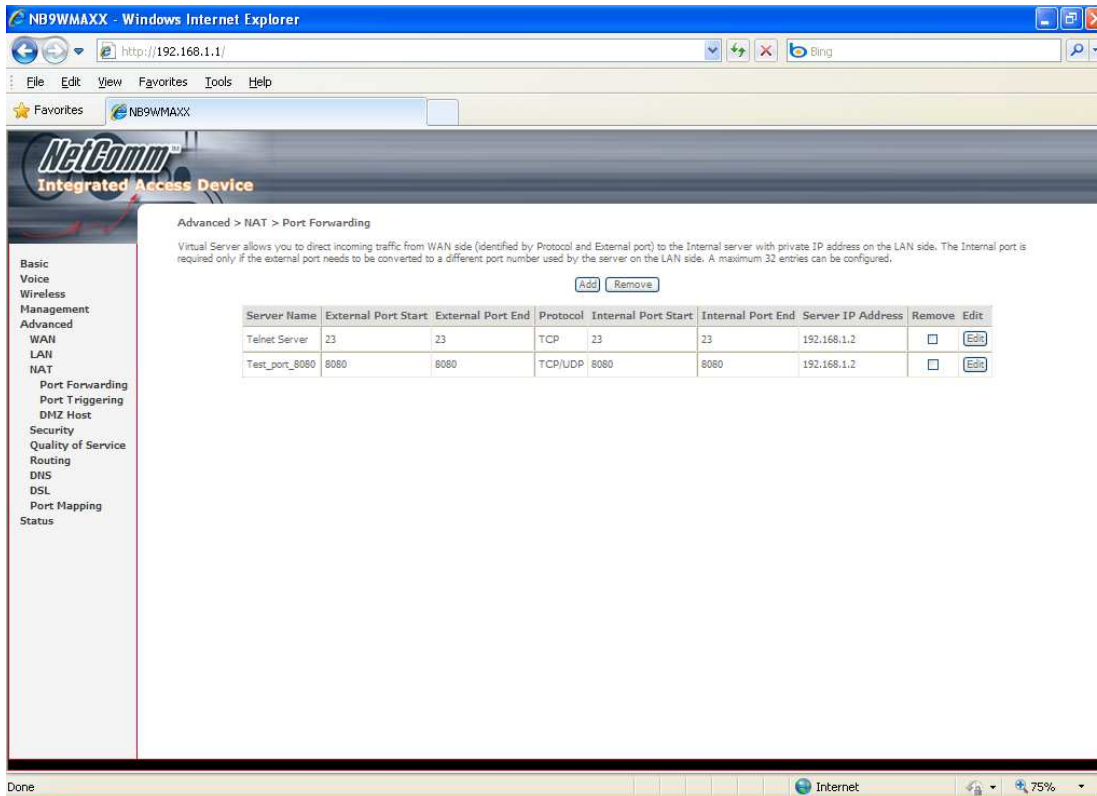 NB9WMAXX - Windows Internet Explorer
http://192.168.1.1/
Bing
File Edit View Favorites Tools Help
Favorites NB9WMAXX
NetComm™
Integrated Access Device
Advanced > NAT > Port Forwarding
Virtual Server allows you to direct incoming traffic from WAN side (identified by Protocol and External port) to the Internal server with private IP address on the LAN side. The Internal port is
required only if the external port needs to be converted to a different port number used by the server on the LAN side. A maximum 32 entries can be configured.
Add Remove
Server Name External Port Start External Port End Protocol Internal Port Start Internal Port End Server IP Address Remove Edit
Telnet Server 23 23 TCP 23 23 192.168.1.2 Edit
Test_port_8080 8080 8080 TCP/UDP 8080 8080 192.168.1.2 Edit
Basic
Voice
Wireless
Management
Advanced
WAN
LAN
NAT
Port Forwarding
Port Triggering
DMZ Host
Security
Quality of Service
Routing
DNS
DSL
Port Mapping
Status
Done Internet 75%